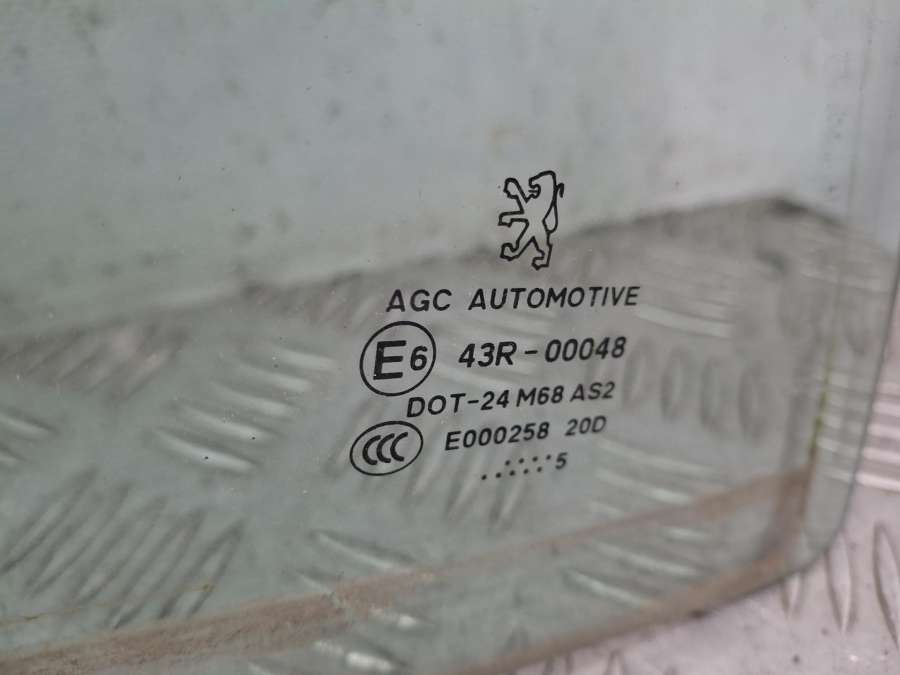 AGC AUTOMOTIVE
E6 43R-00048
DOT-24 M68 AS2
CCC E000258 20D
..:::::·5